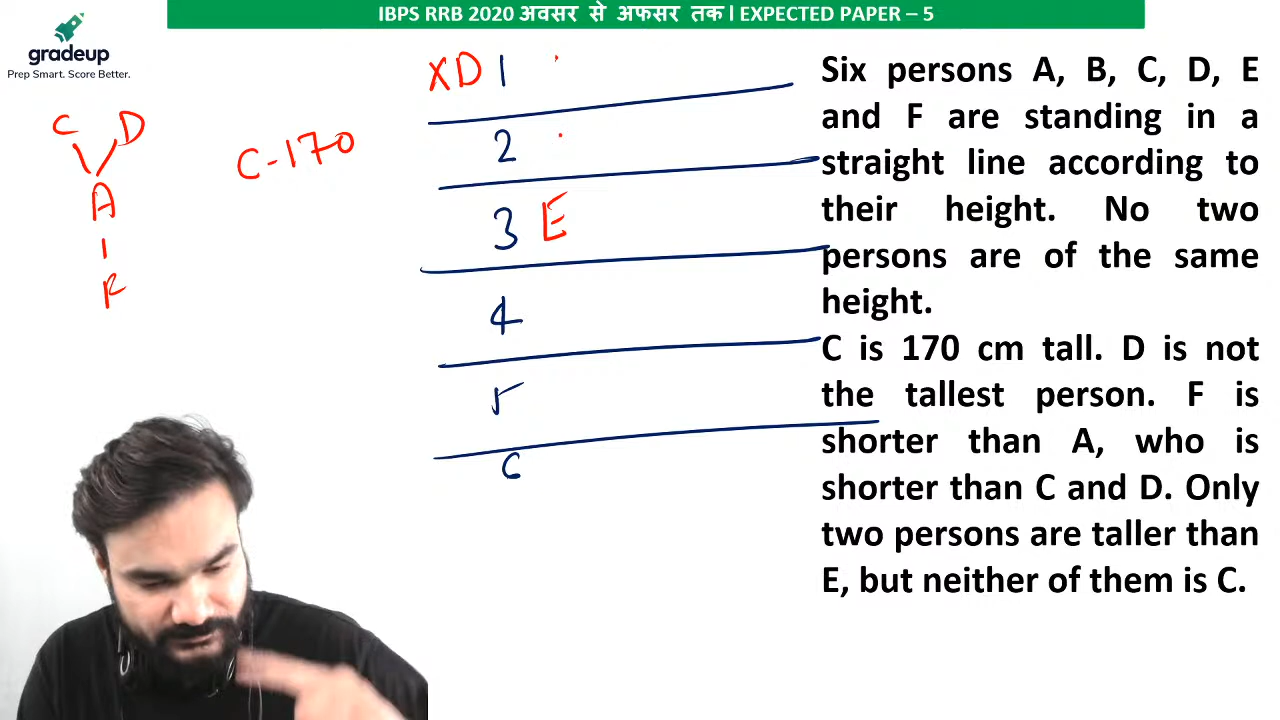 IBPS RRB 2020 अवसर से अफसर तक l EXPECTED PAPER – 5
gradeup
Prep Smart. Score Better.
C D
A
C-170
XD 1
2
3 E
4
5
6
Six persons A, B, C, D, E
and F are standing in a
straight line according to
their height. No two
persons are of the same
height.
C is 170 cm tall. D is not
the tallest person. F is
shorter than A, who is
shorter than C and D. Only
two persons are taller than
E, but neither of them is C.